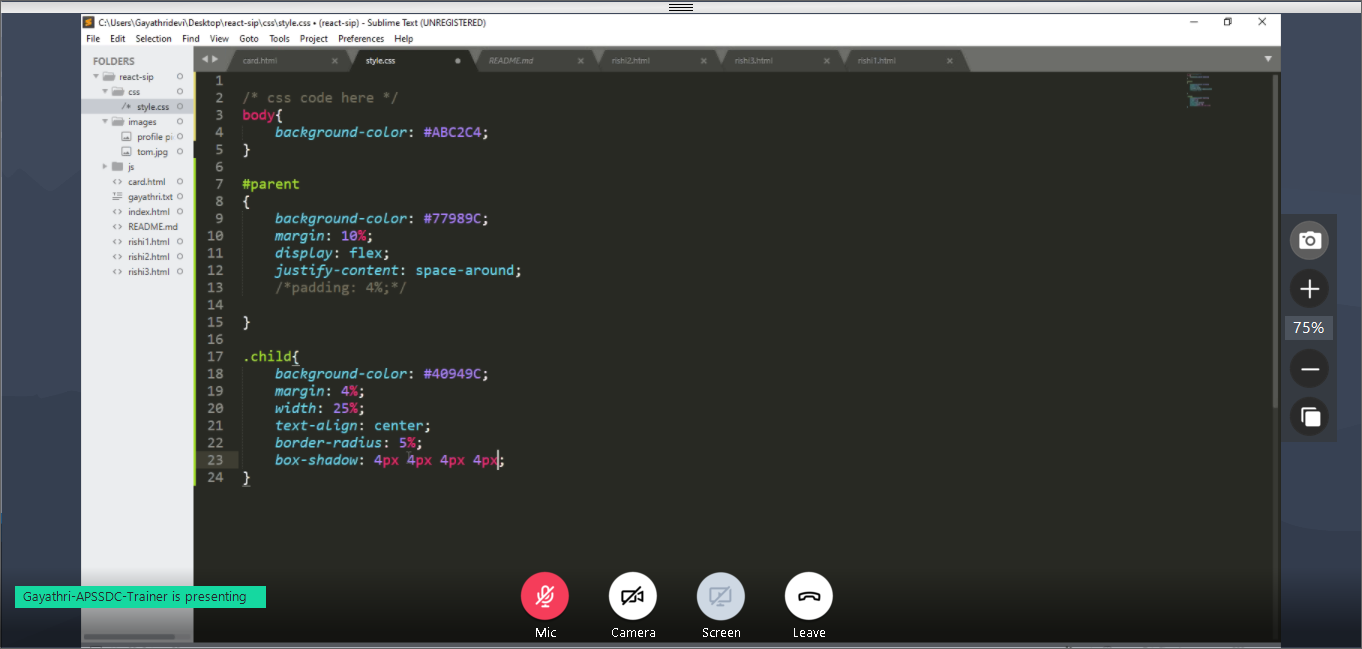 C:\Users\Gayathridevi\Desktop\react-sip\css\style.css • (react-sip) - Sublime Text (UNREGISTERED)
File Edit Selection Find View Goto Tools Project Preferences Help
FOLDERS
react-sip
css
/* style.css
images
profile pi
tom.jpg
js
<> card.html
gayathri.txt
<> index.html
<> README.md
<> rishi1.html
<> rishi2.html
<> rishi3.html
card.html style.css README.md rishi2.html rishi3.html rishi1.html
1
2 /* css code here */
3 body{
4 background-color: #ABC2C4;
5 }
6
7 #parent
8 {
9 background-color: #77989C;
10 margin: 10%;
11 display: flex;
12 justify-content: space-around;
13 /*padding: 4%;*/
14
15 }
16
17 .child{
18 background-color: #40949C;
19 margin: 4%;
20 width: 25%;
21 text-align: center;
22 border-radius: 5%;
23 box-shadow: 4px 4px 4px 4px;
24 }
75%
Gayathri-APSSDC-Trainer is presenting
Mic Camera Screen Leave